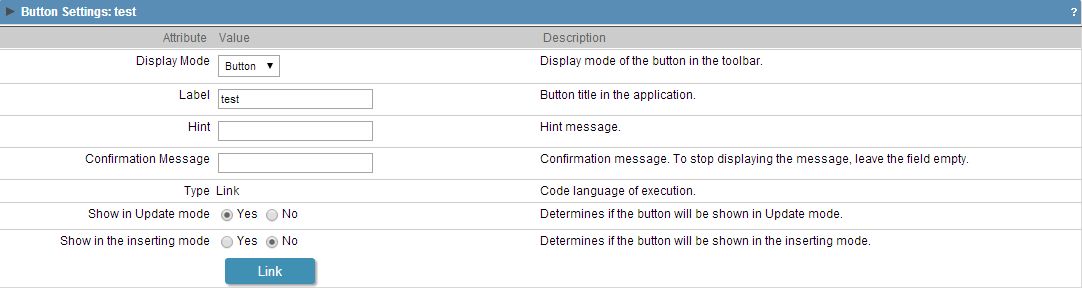 Button Settings: test ?
Attribute Value Description
Display Mode Button Display mode of the button in the toolbar.
Label test Button title in the application.
Hint Hint message.
Confirmation Message Confirmation message. To stop displaying the message, leave the field empty.
Type Link Code language of execution.
Show in Update mode Yes No Determines if the button will be shown in Update mode.
Show in the inserting mode Yes No Determines if the button will be shown in the inserting mode.
Link